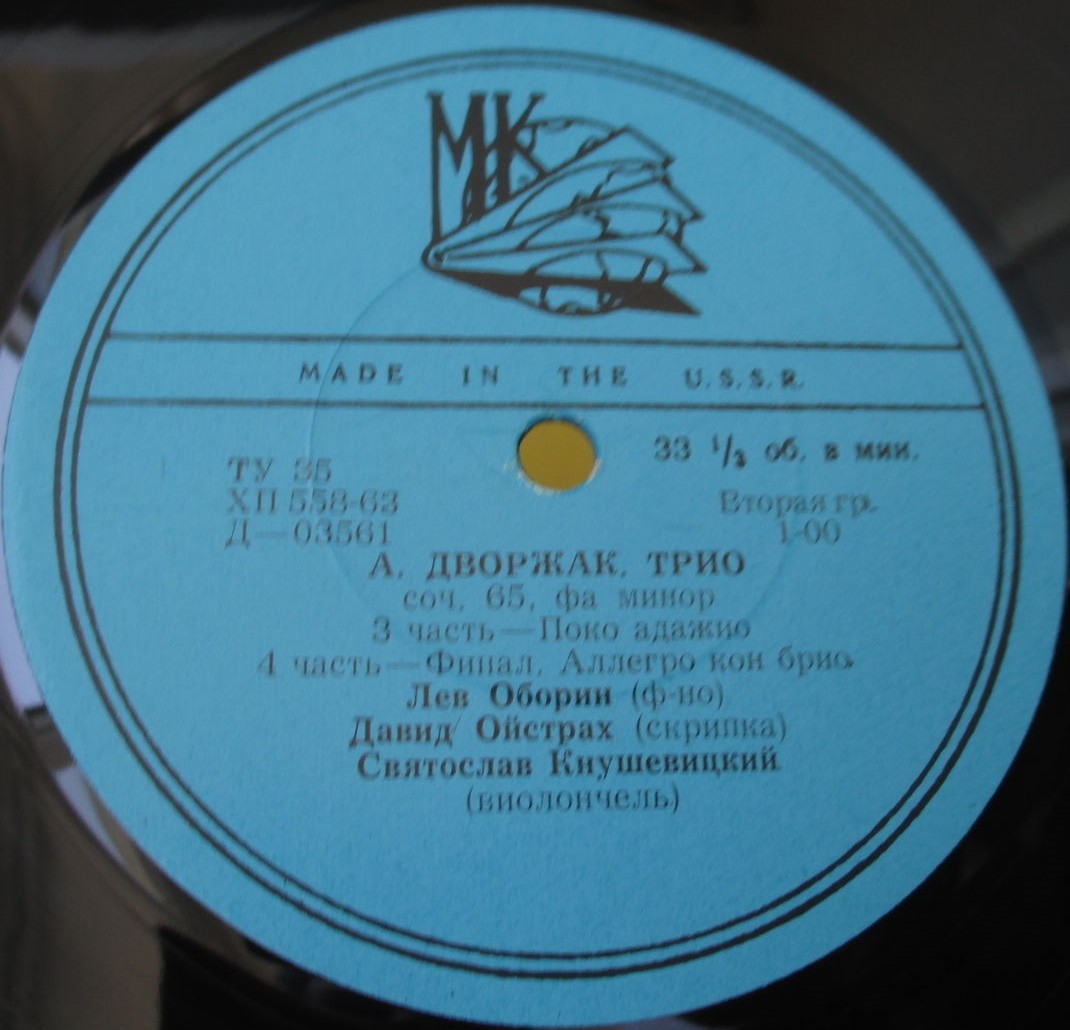 МК
MADE IN THE U.S.S.R.
33 1/3 об. в мин.
ТУ 35
ХП 558-63
Д—03561
Вторая гр.
1-00
А. ДВОРЖАК. ТРИО
соч. 65, фа минор
3 часть—Поко адажио
4 часть—Финал. Аллегро кон брио
Лев Оборин (ф-но)
Давид Ойстрах (скрипка)
Святослав Кнушевицкий
(виолончель)